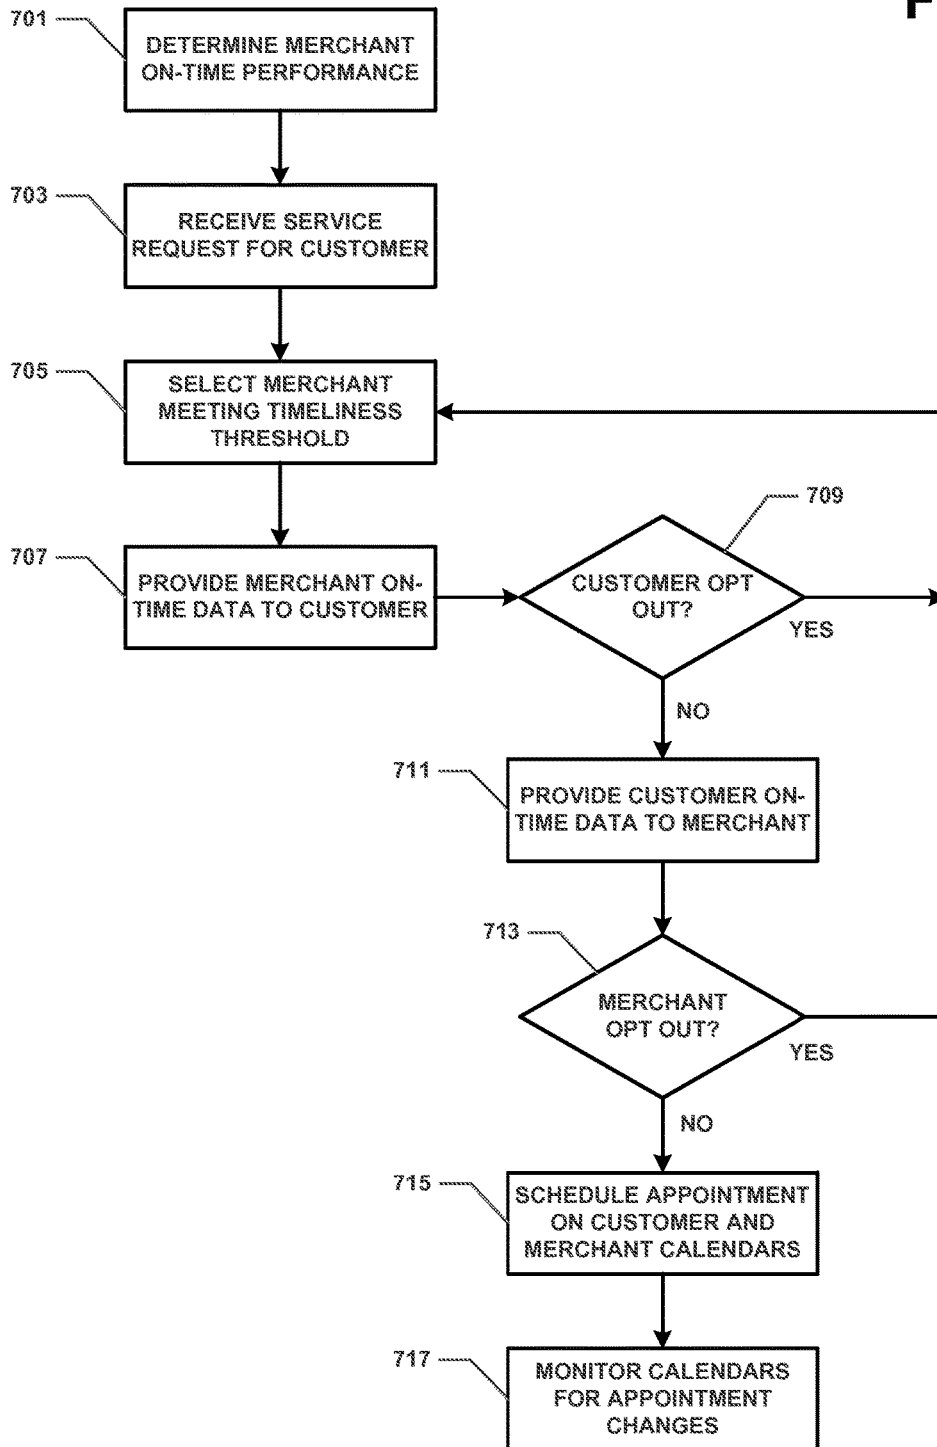 F
701
DETERMINE MERCHANT
ON-TIME PERFORMANCE
703
RECEIVE SERVICE
REQUEST FOR CUSTOMER
705
SELECT MERCHANT
MEETING TIMELINESS
THRESHOLD
707
PROVIDE MERCHANT ON-
TIME DATA TO CUSTOMER
709
CUSTOMER OPT
OUT?
YES
NO
711
PROVIDE CUSTOMER ON-
TIME DATA TO MERCHANT
713
MERCHANT
OPT OUT?
YES
NO
715
SCHEDULE APPOINTMENT
ON CUSTOMER AND
MERCHANT CALENDARS
717
MONITOR CALENDARS
FOR APPOINTMENT
CHANGES